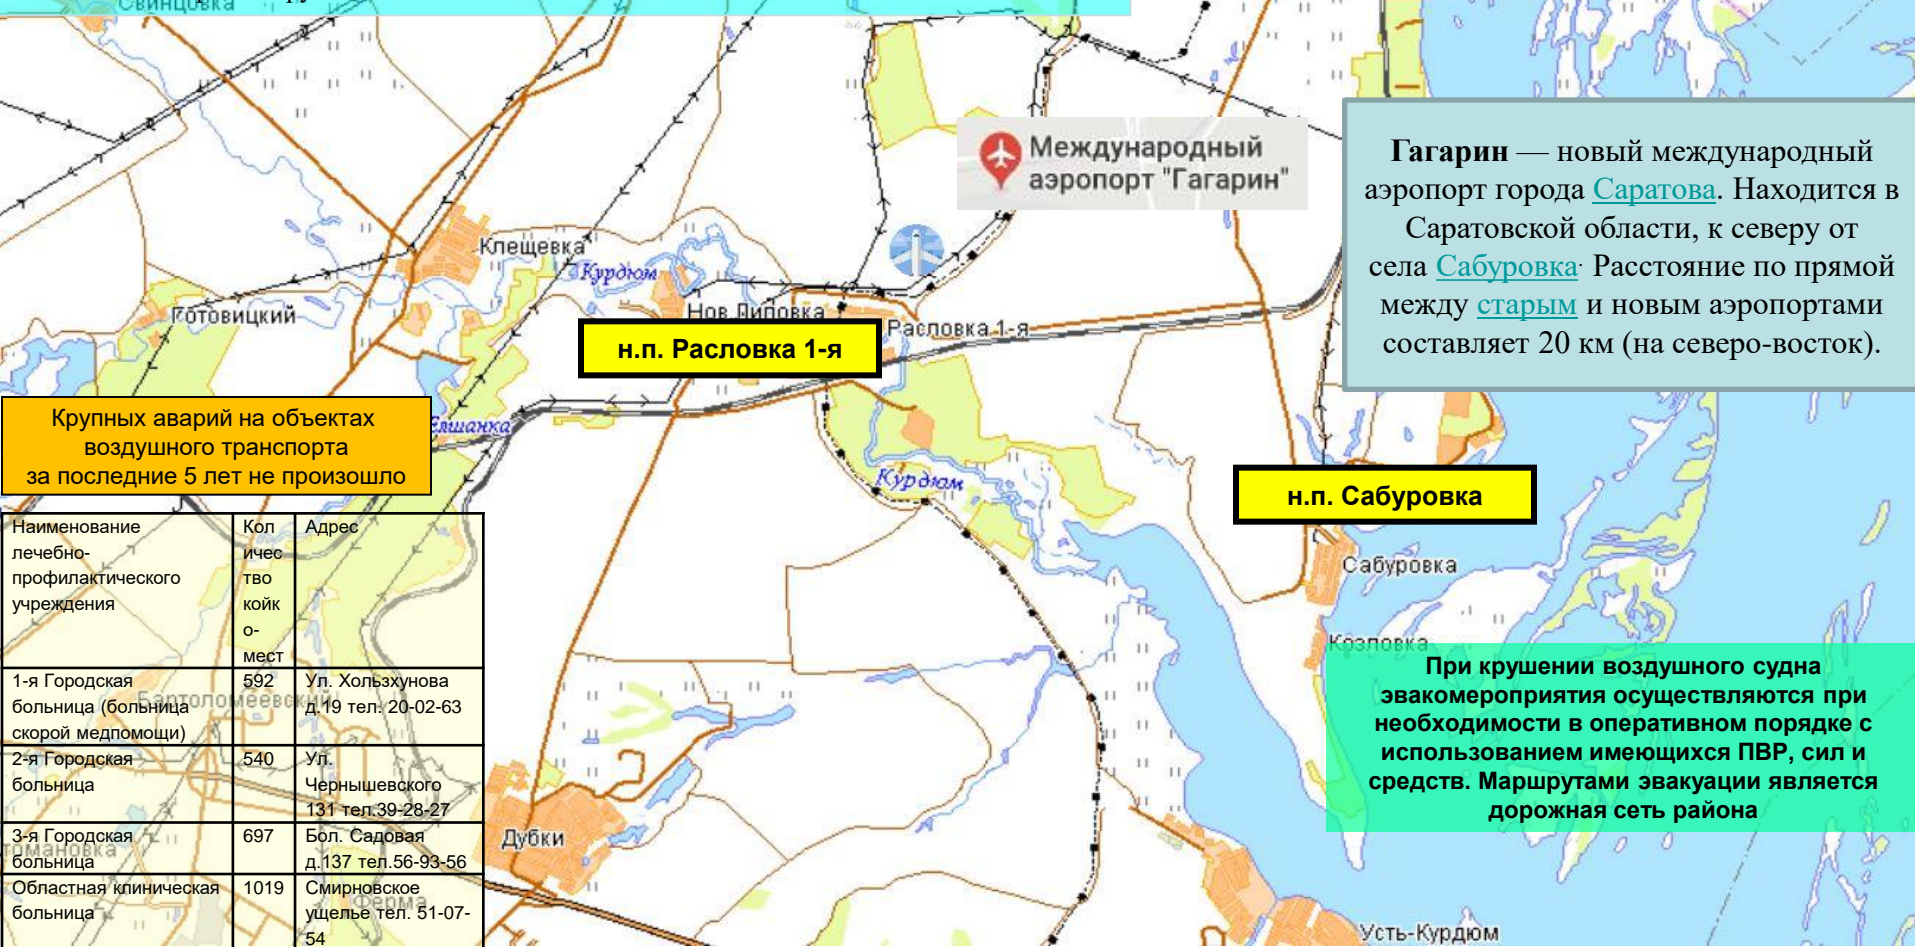 Свинцовка
Международный
аэропорт "Гагарин"
Гагарин — новый международный
аэропорт города Саратова. Находится в
Саратовской области, к северу от
села Сабуровка. Расстояние по прямой
между старым и новым аэропортами
составляет 20 км (на северо-восток).
Клещевка
Курдюм
Готовицкий
Нов.Липовка
Расловка 1-я
н.п. Расловка 1-я
Крупных аварий на объектах
воздушного транспорта
за последние 5 лет не произошло
Елшанка
Курдюм
н.п. Сабуровка
Сабуровка
Козловка
Наименование
лечебно-
профилактического
учреждения
Кол
ичес
тво
койк
о-
мест
Адрес
1-я Городская
больница (больница
скорой медпомощи)
592
Ул. Хользхунова
д.19 тел. 20-02-63
Бартоломеевский
2-я Городская
больница
540
Ул.
Чернышевского
131 тел.39-28-27
3-я Городская
больница
697
Бол. Садовая
д.137 тел.56-93-56
Областная клиническая
больница
1019
Смирновское
ущелье тел. 51-07-
54
Ферма
При крушении воздушного судна
эвакомероприятия осуществляются при
необходимости в оперативном порядке с
использованием имеющихся ПВР, сил и
средств. Маршрутами эвакуации является
дорожная сеть района
Дубки
Усть-Курдюм